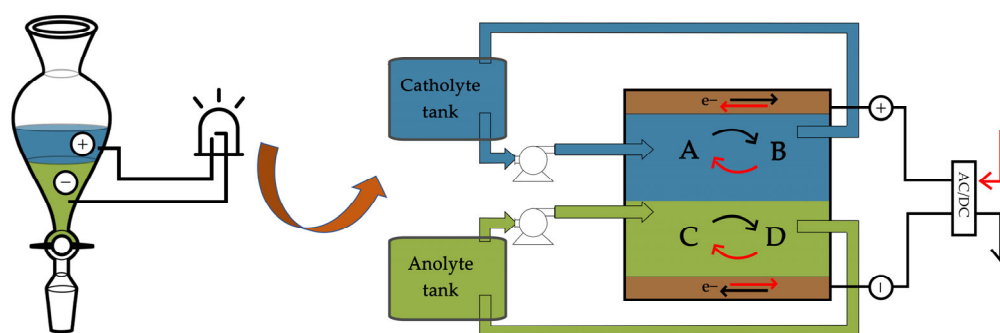 +
−
Catholyte
tank
e−
A
B
+
AC/DC
C
D
Anolyte
tank
e−
−